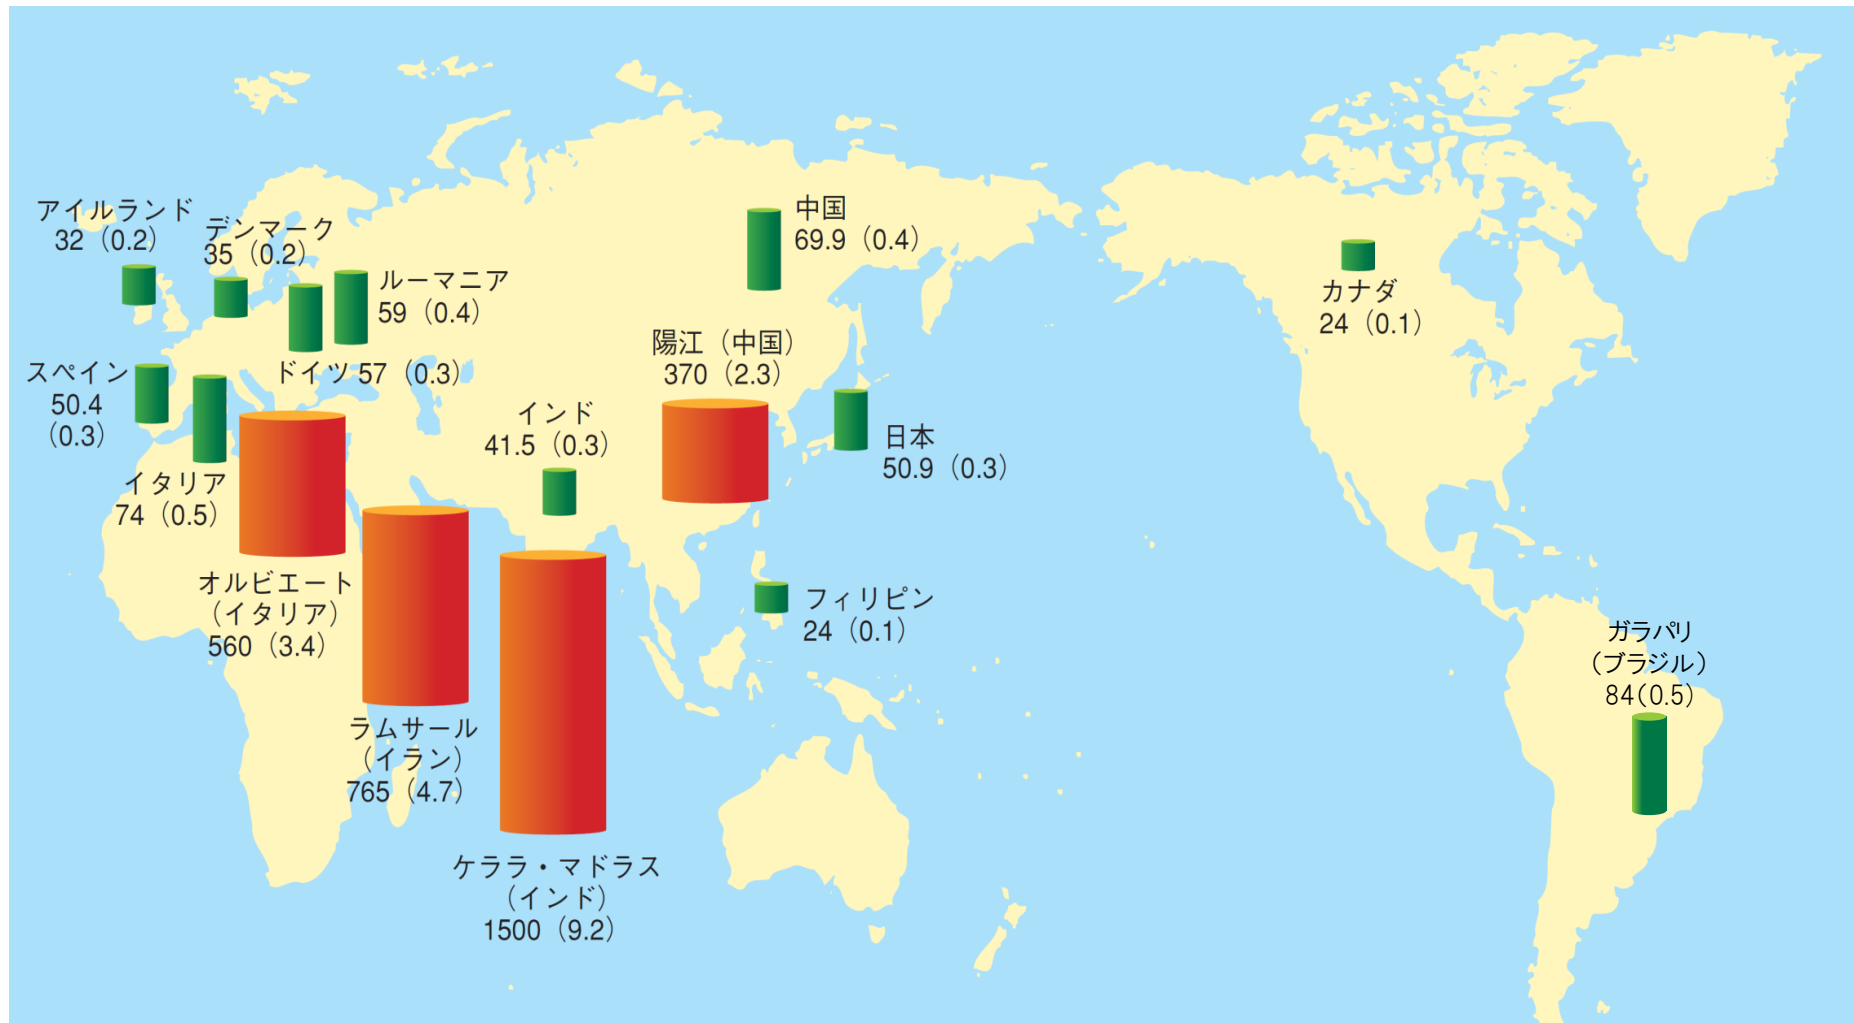 アイルランド
32（0.2）
デンマーク
35（0.2）
ルーマニア
59（0.4）
ドイツ 57（0.3）
スペイン
50.4
（0.3）
イタリア
74（0.5）
オルビエート
（イタリア）
560（3.4）
ラムサール
（イラン）
765（4.7）
インド
41.5（0.3）
ケララ・マドラス
（インド）
1500（9.2）
中国
69.9（0.4）
陽江（中国）
370（2.3）
日本
50.9（0.3）
フィリピン
24（0.1）
カナダ
24（0.1）
ガラパリ
（ブラジル）
84（0.5）